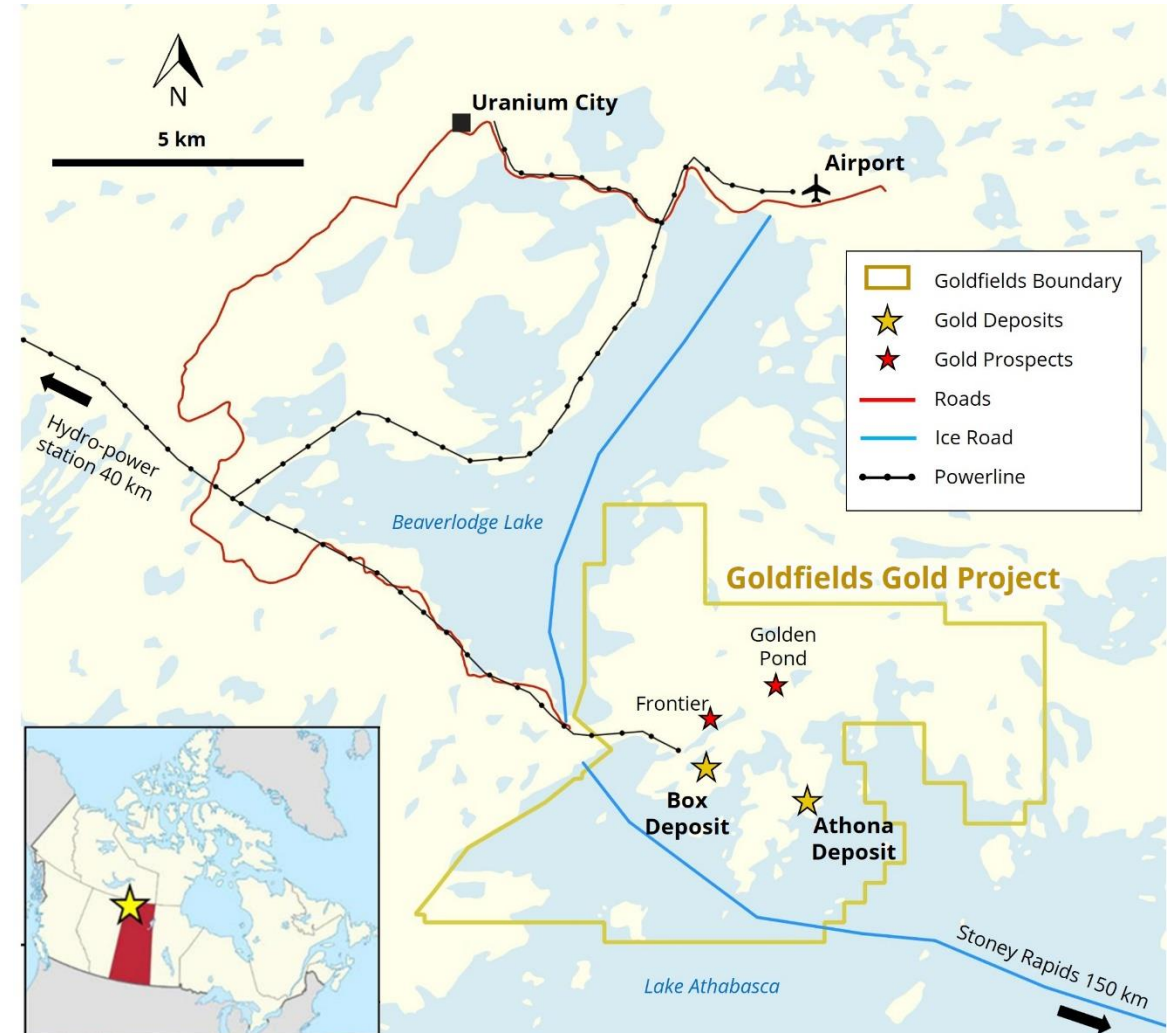 N
5 km
Uranium City
Airport
Goldfields Boundary
Gold Deposits
Gold Prospects
Roads
Ice Road
Powerline
Hydro-power
station 40 km
Beaverlodge Lake
Goldfields Gold Project
Golden
Pond
Frontier
Box
Deposit
Athona
Deposit
Stoney Rapids 150 km
Lake Athabasca